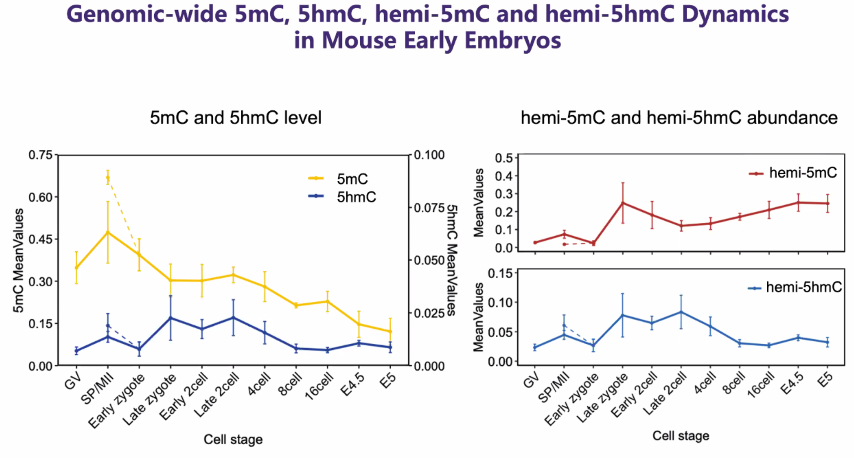 Genomic-wide 5mC, 5hmC, hemi-5mC and hemi-5hmC Dynamics
in Mouse Early Embryos
5mC and 5hmC level
0.75
0.60
0.45
0.30
0.15
0.00
5mC MeanValues
5mC
5hmC
0.100
0.075
0.050
0.025
0.000
5hmC MeanValues
GV
SP/MII
Early zygote
Late zygote
Early 2cell
Late 2cell
4cell
8cell
16cell
E4.5
E5
Cell stage
hemi-5mC and hemi-5hmC abundance
0.5
0.4
0.3
0.2
0.1
0.0
MeanValues
hemi-5mC
0.15
0.10
0.05
0.00
MeanValues
hemi-5hmC
GV
SP/MII
Early zygote
Late zygote
Early 2cell
Late 2cell
4cell
8cell
16cell
E4.5
E5
Cell stage